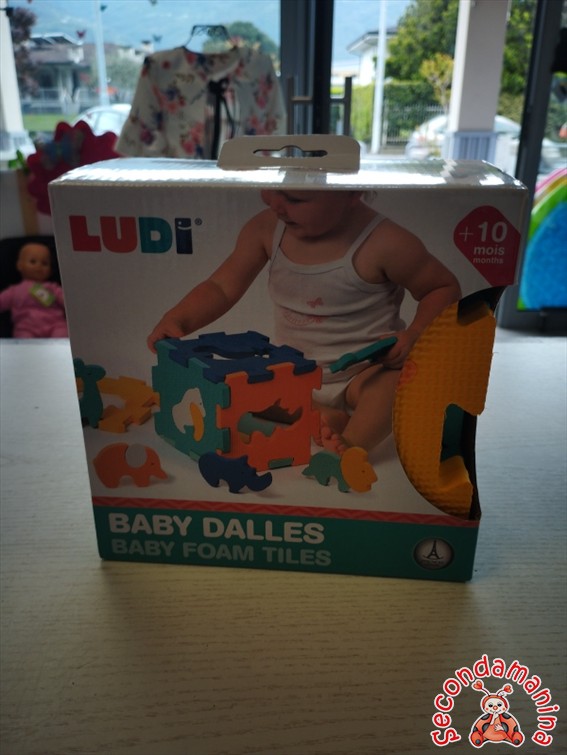 LUDi®
+10
mois
months
BABY DALLES
BABY FOAM TILES
secondamanina